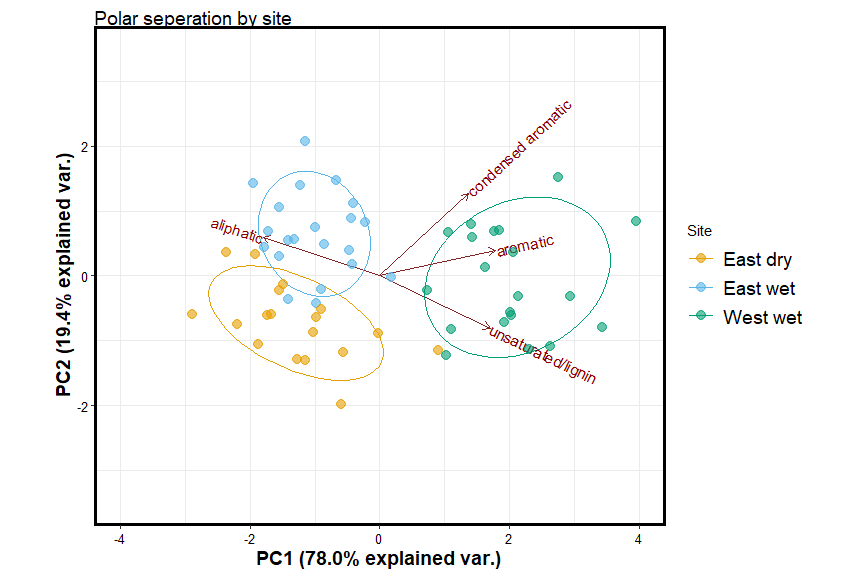 Polar seperation by site
condensed aromatic
aliphatic
aromatic
unsaturated/lignin
2
0
-2
-4
-2
0
2
4
PC1 (78.0% explained var.)
PC2 (19.4% explained var.)
Site
East dry
East wet
West wet